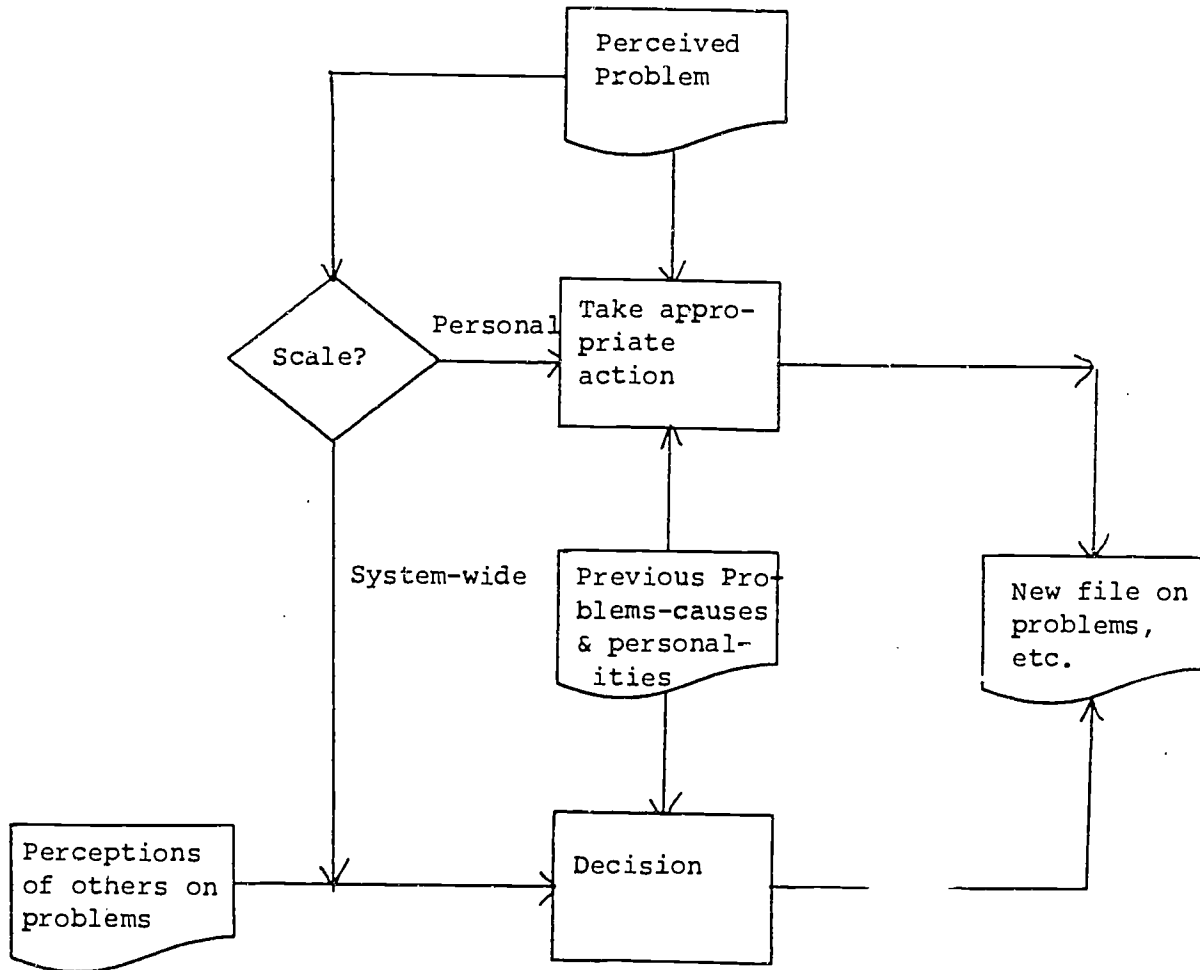 Perceived
Problem
Personal
Take appro-
priate
action
Scale?
System-wide
Previous Pro-
blems-causes
& personal-
ities
New file on
problems,
etc.
Perceptions
of others on
problems
Decision